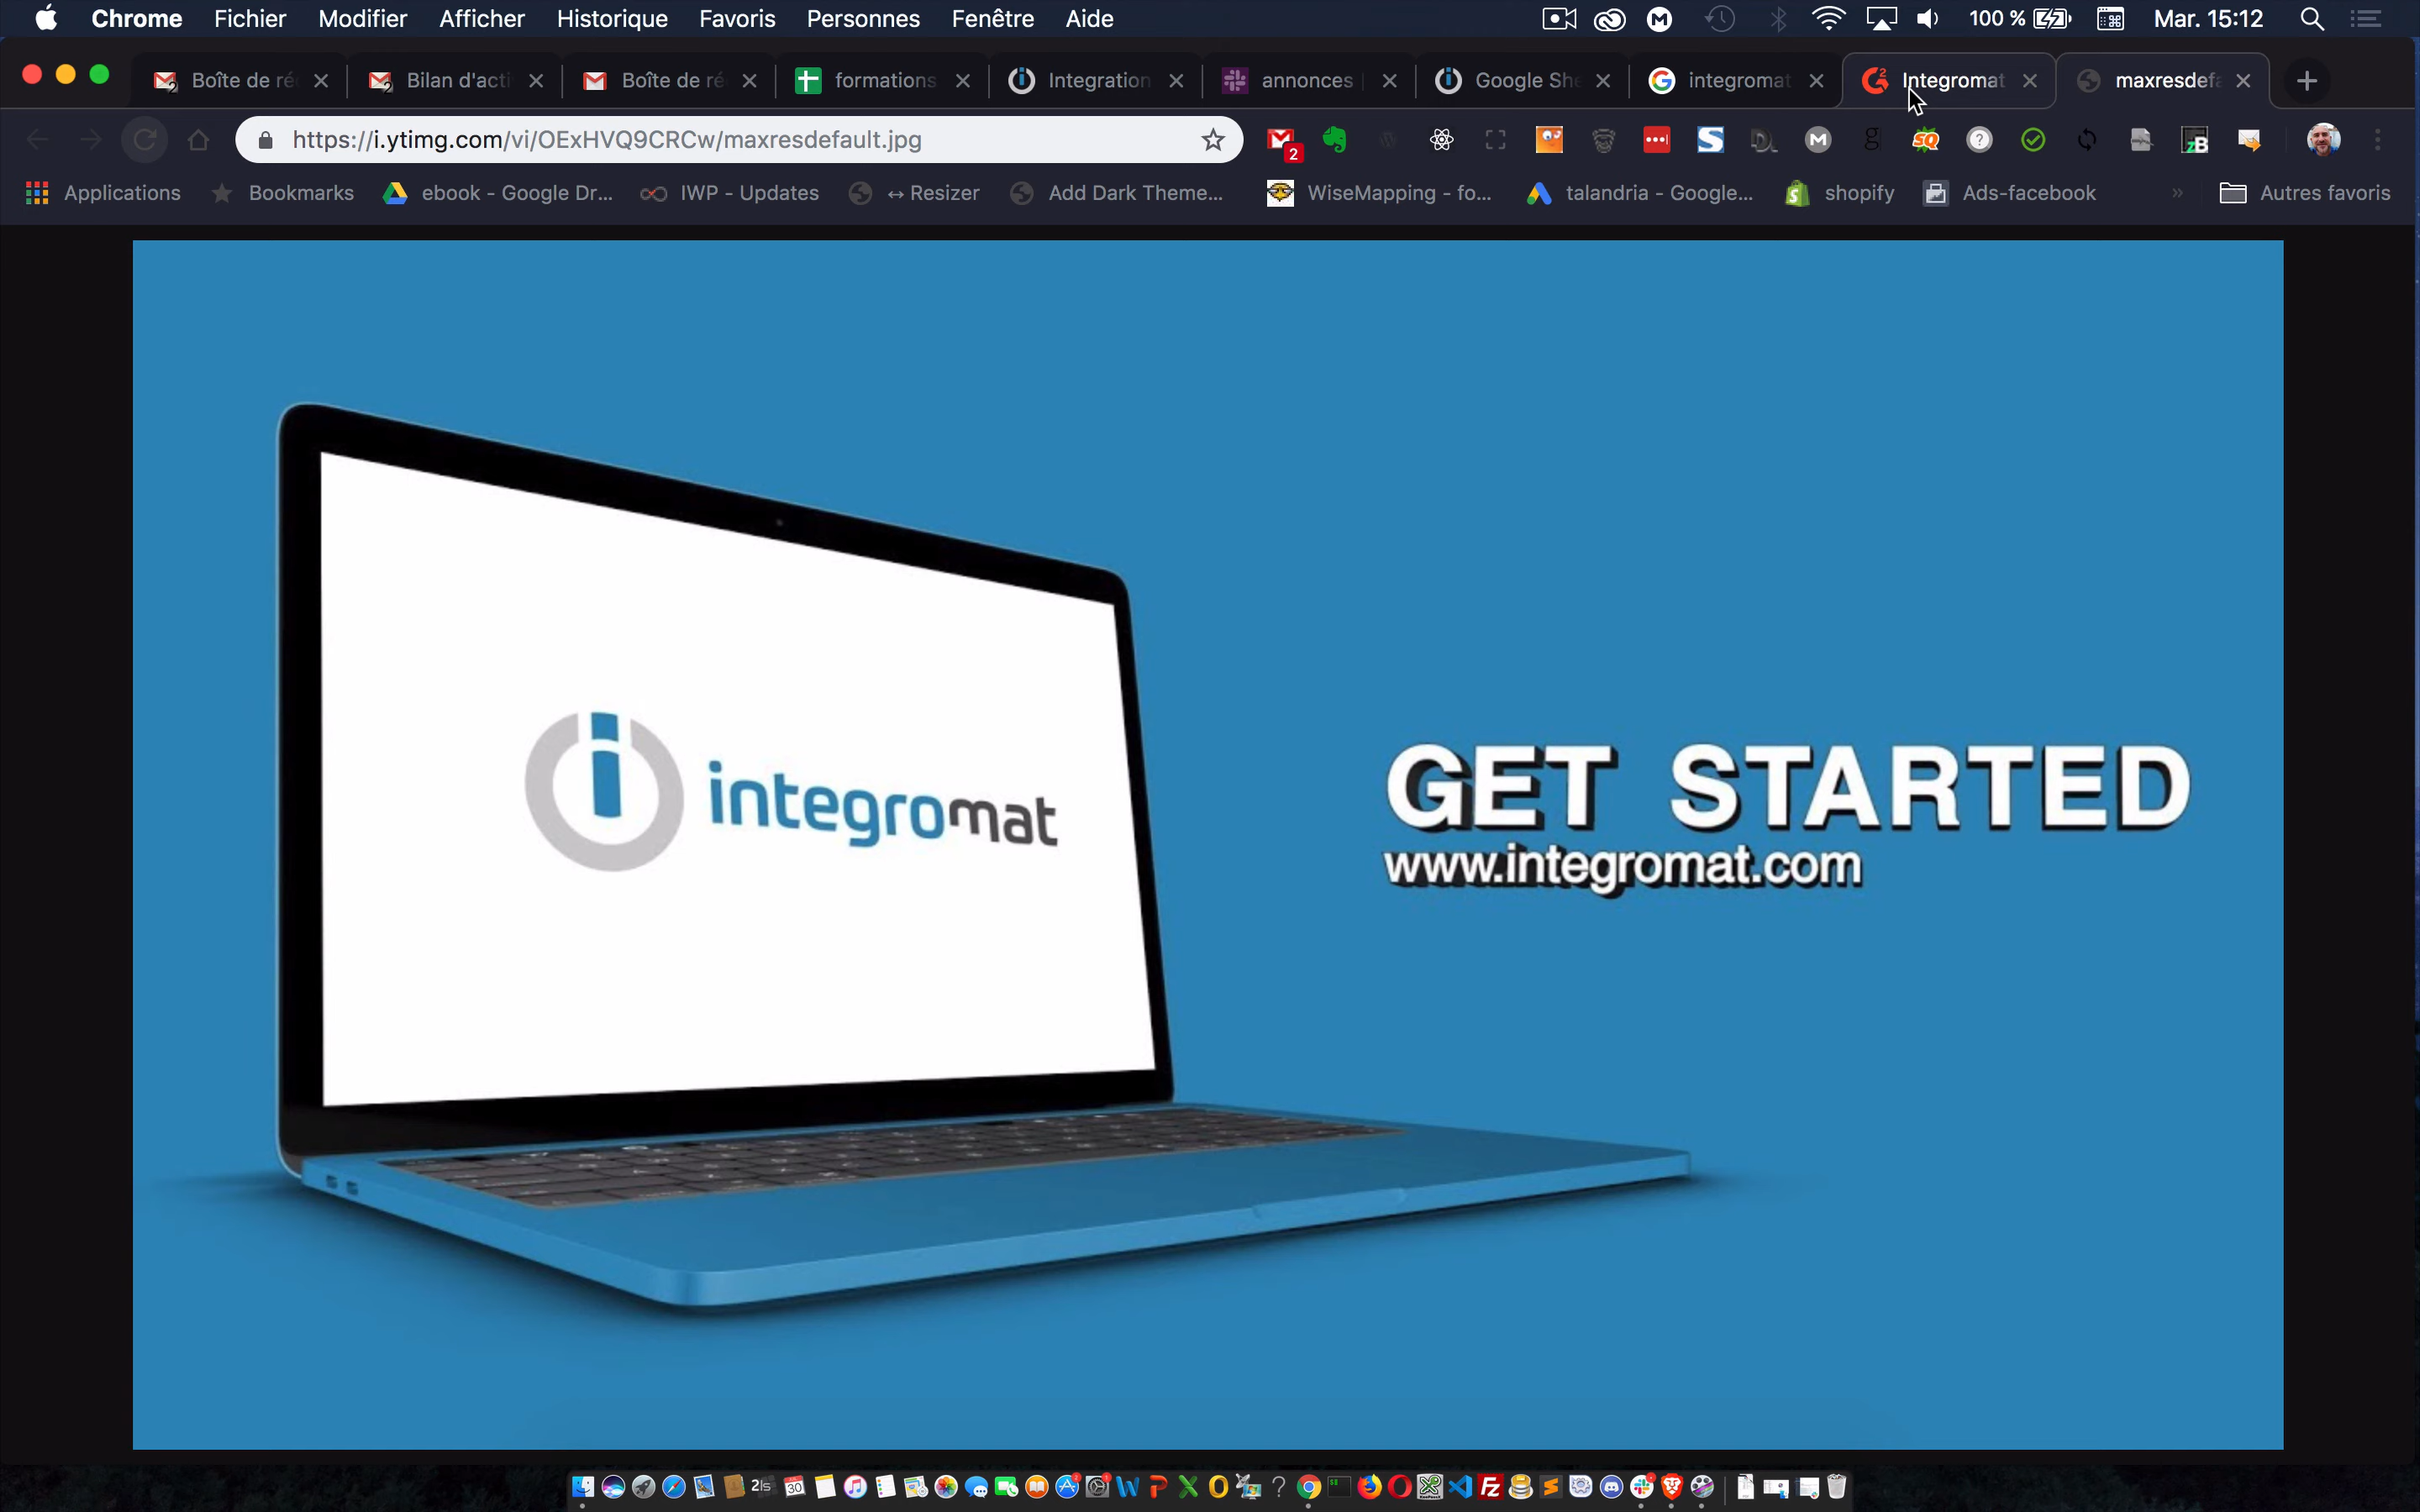 Chrome Fichier Modifier Afficher Historique Favoris Personnes Fenêtre Aide 100 % Mar. 15:12
Boîte de ré Bilan d'acti Boîte de ré formations Integration annonces Google She integromat Integromat maxresdefa
https://i.ytimg.com/vi/OExHVQ9CRCw/maxresdefault.jpg 2
Applications Bookmarks ebook - Google Dr... IWP - Updates ↔ Resizer Add Dark Theme... WiseMapping - fo... talandria - Google... shopify Ads-facebook » Autres favoris
integromat
GET STARTED
www.integromat.com